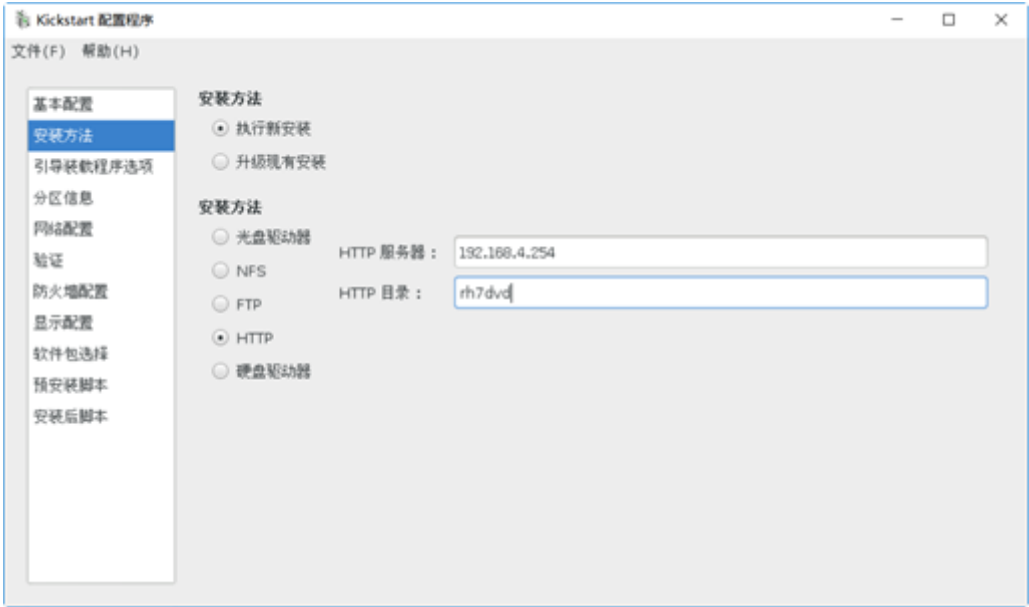 Kickstart 配置程序
文件(F) 帮助(H)
基本配置
安装方法
引导装载程序选项
分区信息
网络配置
验证
防火墙配置
显示配置
软件包选择
预安装脚本
安装后脚本
安装方法
执行新安装
升级现有安装
安装方法
光盘驱动器
NFS
FTP
HTTP
硬盘驱动器
HTTP 服务器： 192.168.4.254
HTTP 目录： rh7dvd